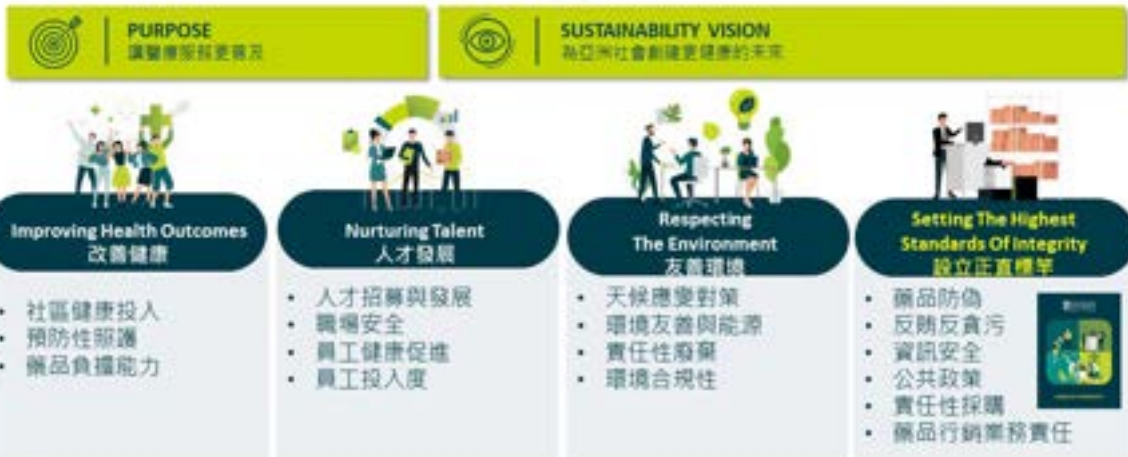 PURPOSE
讓醫療服務更普及
SUSTAINABILITY VISION
為亞洲社會創建更健康的未來
Improving Health Outcomes
改善健康
• 社區健康投入
• 預防性照護
• 藥品負擔能力
Nurturing Talent
人才發展
• 人才招募與發展
• 職場安全
• 員工健康促進
• 員工投入度
Respecting
The Environment
友善環境
• 天候應變對策
• 環境友善與能源
• 責任性廢棄
• 環境合規性
Setting The Highest
Standards Of Integrity
設立正直標竿
• 藥品防偽
• 反賄反貪污
• 資訊安全
• 公共政策
• 責任性採購
• 藥品行銷業務責任